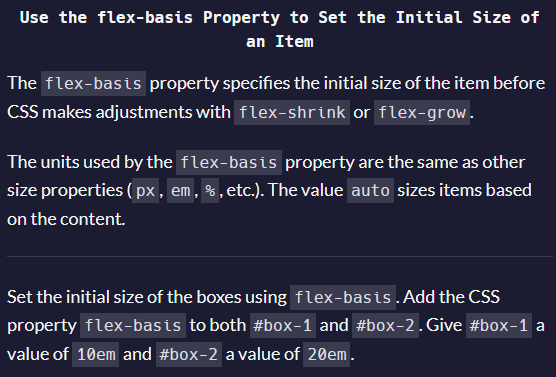 Use the flex-basis Property to Set the Initial Size of
an Item
The flex-basis property specifies the initial size of the item before
CSS makes adjustments with flex-shrink or flex-grow.
The units used by the flex-basis property are the same as other
size properties (px, em, %, etc.). The value auto sizes items based
on the content.
Set the initial size of the boxes using flex-basis. Add the CSS
property flex-basis to both #box-1 and #box-2. Give #box-1 a
value of 10em and #box-2 a value of 20em.